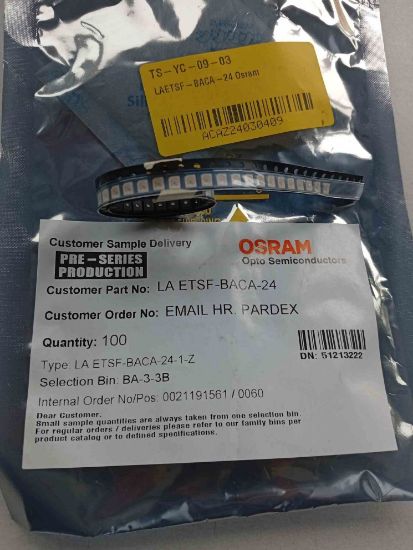 TS-YC-09-03
LAETSF-BACA-24 Osram
ACAZ24030409
Customer Sample Delivery
PRE-SERIES
PRODUCTION
OSRAM
Opto Semiconductors
Customer Part No: LA ETSF-BACA-24
Customer Order No: EMAIL HR. PARDEX
Quantity: 100
DN: 51213222
Type: LA ETSF-BACA-24-1-Z
Selection Bin: BA-3-3B
Internal Order No/Pos: 0021191561 / 0060
Dear Customer.
Small sample quantities are always taken from one selection bin.
For regular orders / deliveries please refer to our family bins per
product catalog or to defined specifications.